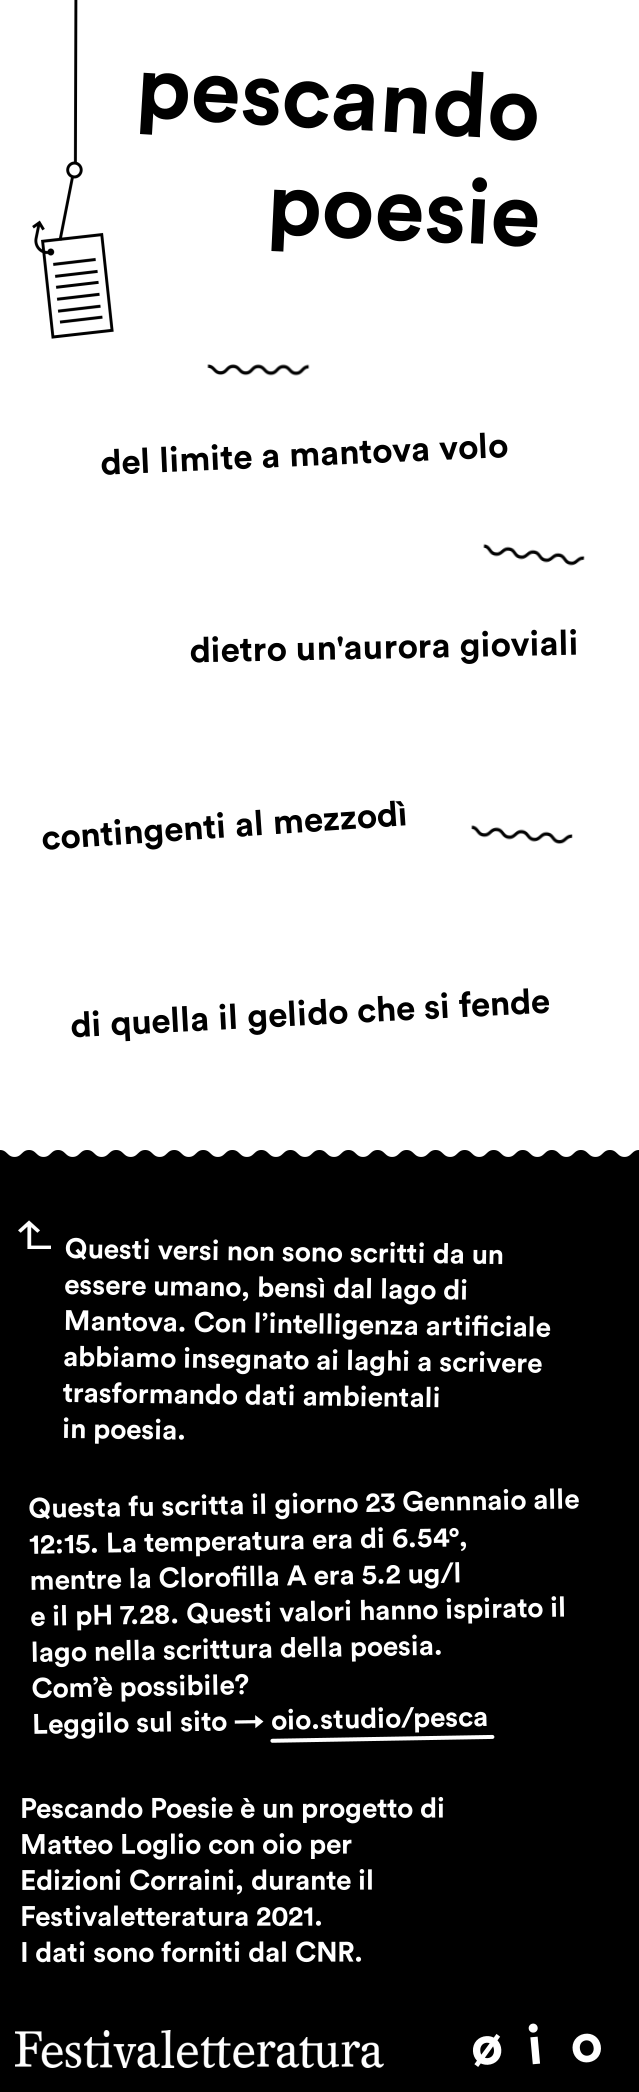 pescando
poesie
del limite a mantova volo
dietro un'aurora gioviali
contingenti al mezzodì
di quella il gelido che si fende
Questi versi non sono scritti da un
essere umano, bensì dal lago di
Mantova. Con l’intelligenza artificiale
abbiamo insegnato ai laghi a scrivere
trasformando dati ambientali
in poesia.
Questa fu scritta il giorno 23 Gennnaio alle
12:15. La temperatura era di 6.54°,
mentre la Clorofilla A era 5.2 ug/l
e il pH 7.28. Questi valori hanno ispirato il
lago nella scrittura della poesia.
Com’è possibile?
Leggilo sul sito → oio.studio/pesca
Pescando Poesie è un progetto di
Matteo Loglio con oio per
Edizioni Corraini, durante il
Festivaletteratura 2021.
I dati sono forniti dal CNR.
Festivaletteratura ø i o